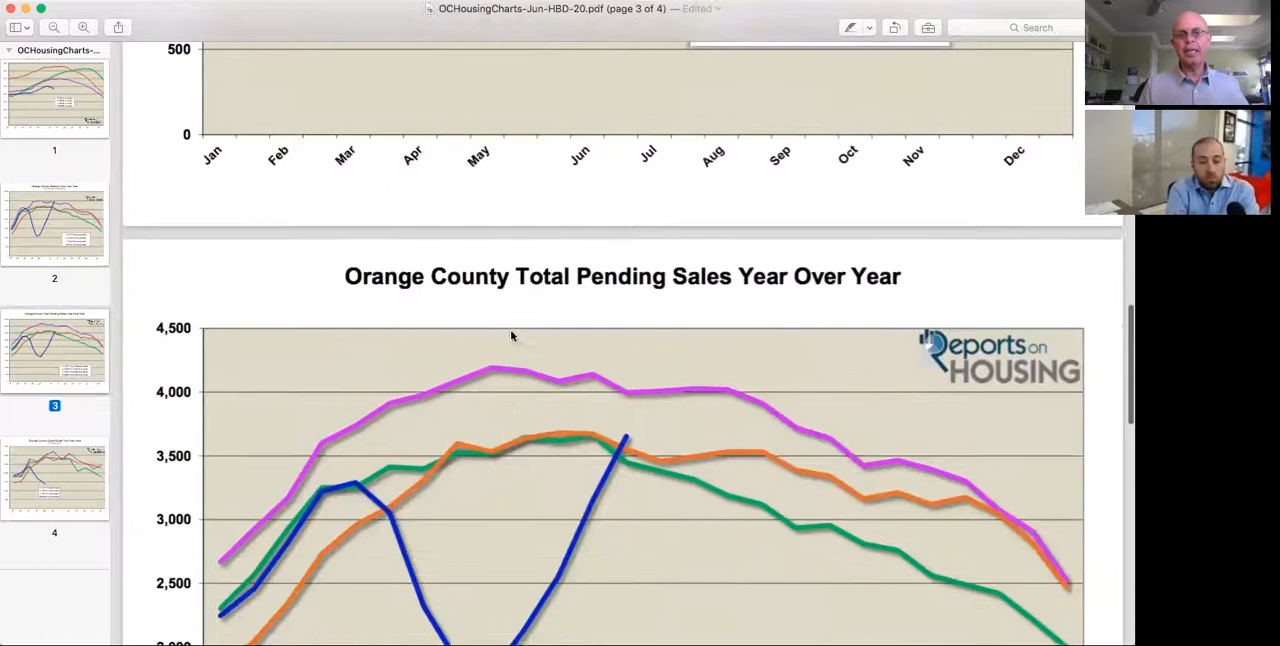 OCHousingCharts-Jun-HBD-20.pdf (page 3 of 4) — Edited
Search
OCHousingCharts-...
1
2
3
4
500
0
Jan
Feb
Mar
Apr
May
Jun
Jul
Aug
Sep
Oct
Nov
Dec
Orange County Total Pending Sales Year Over Year
4,500
4,000
3,500
3,000
2,500
Reports on
HOUSING